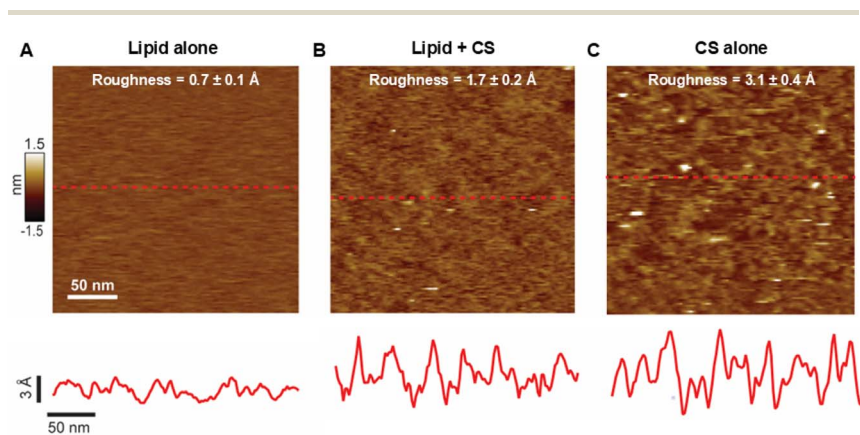 A Lipid alone
Roughness = 0.7 ± 0.1 Å
B Lipid + CS
Roughness = 1.7 ± 0.2 Å
C CS alone
Roughness = 3.1 ± 0.4 Å
1.5
nm
-1.5
50 nm
3 Å
50 nm